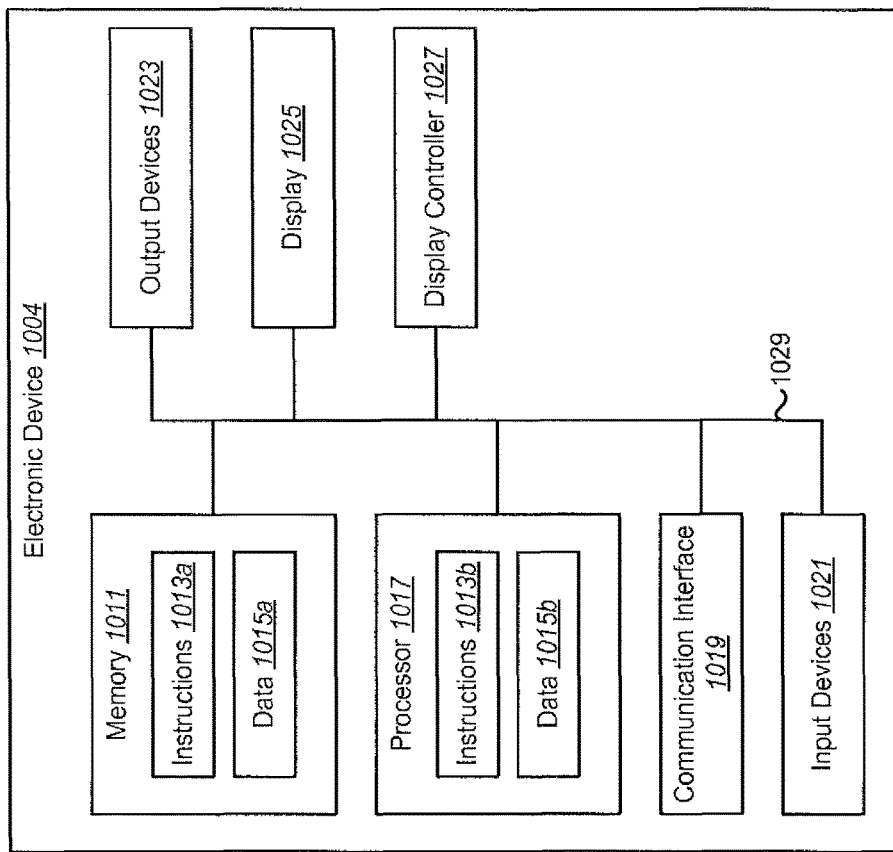 Electronic Device 1004
Memory 1011
Instructions 1013a
Data 1015a
Processor 1017
Instructions 1013b
Data 1015b
Communication Interface
1019
Input Devices 1021
Output Devices 1023
Display 1025
Display Controller 1027
1029